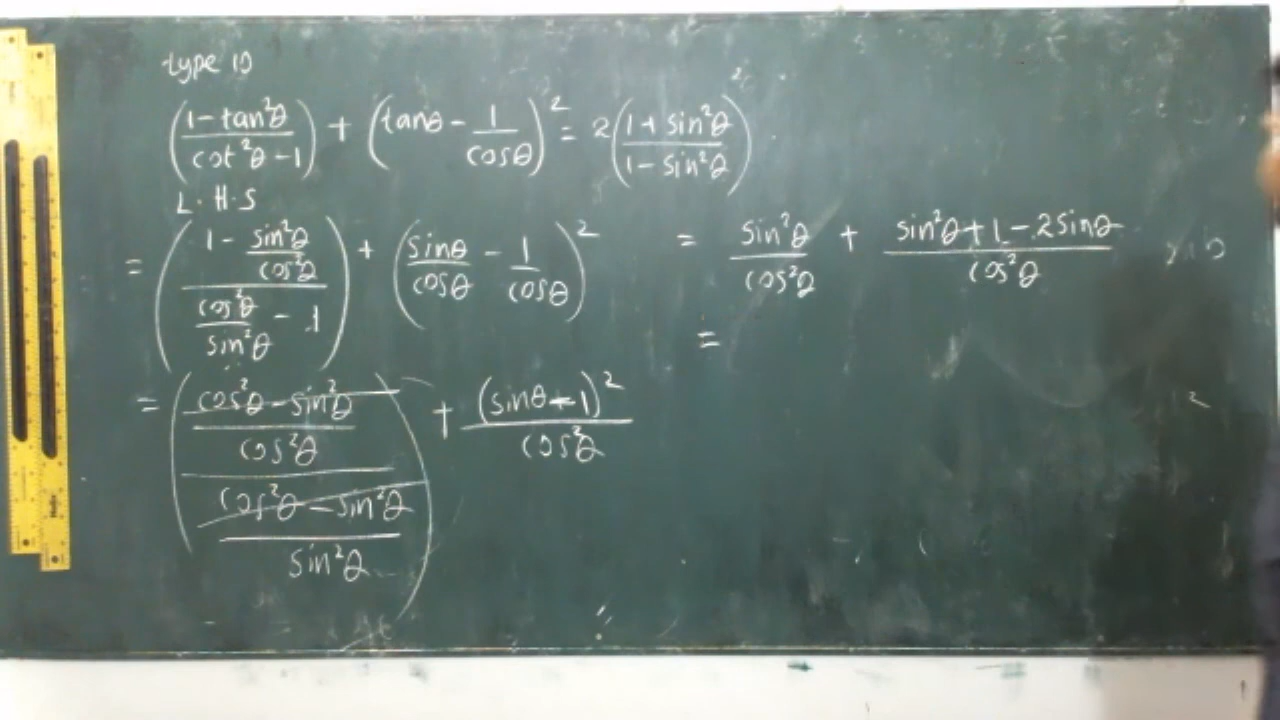 type 10
(1-tan²θ / cot²θ-1) + (tanθ - 1/cosθ)² = 2(1+sin²θ / 1-sin²θ)
L.H.S
= ((1 - sin²θ/cos²θ) / (cos²θ/sin²θ - 1)) + (sinθ/cosθ - 1/cosθ)²
= ((cos²θ-sin²θ / cos²θ) / (cos²θ-sin²θ / sin²θ)) + (sinθ-1)² / cos²θ
= sin²θ/cos²θ + sin²θ+1-2sinθ / cos²θ
=